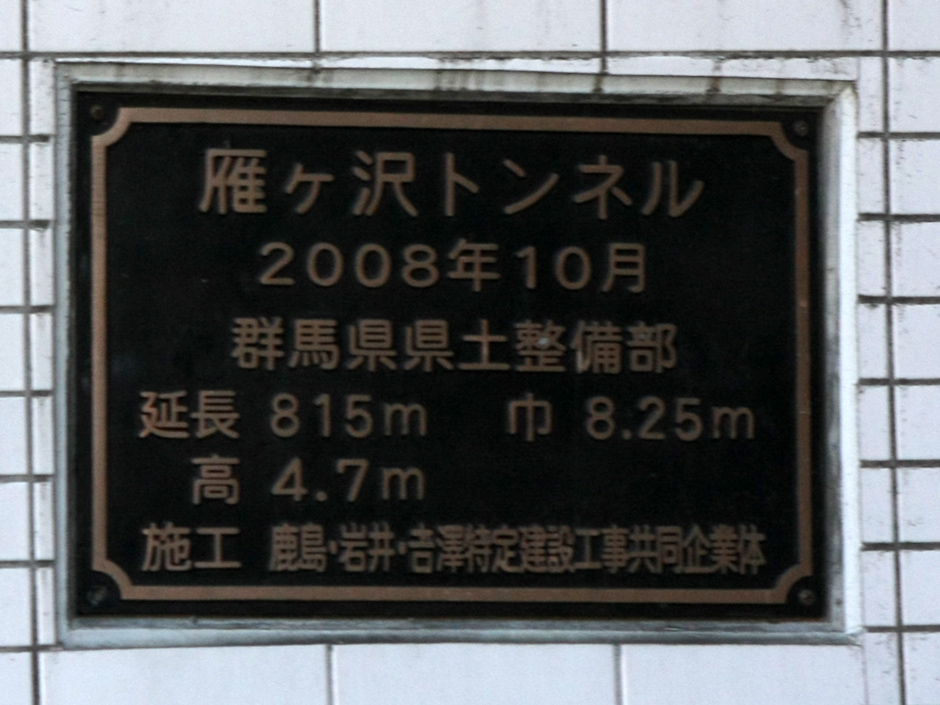 雁ヶ沢トンネル
2008年10月
群馬県県土整備部
延長 815m 巾 8.25m
高 4.7m
施工 鹿島・岩井・吉澤特定建設工事共同企業体